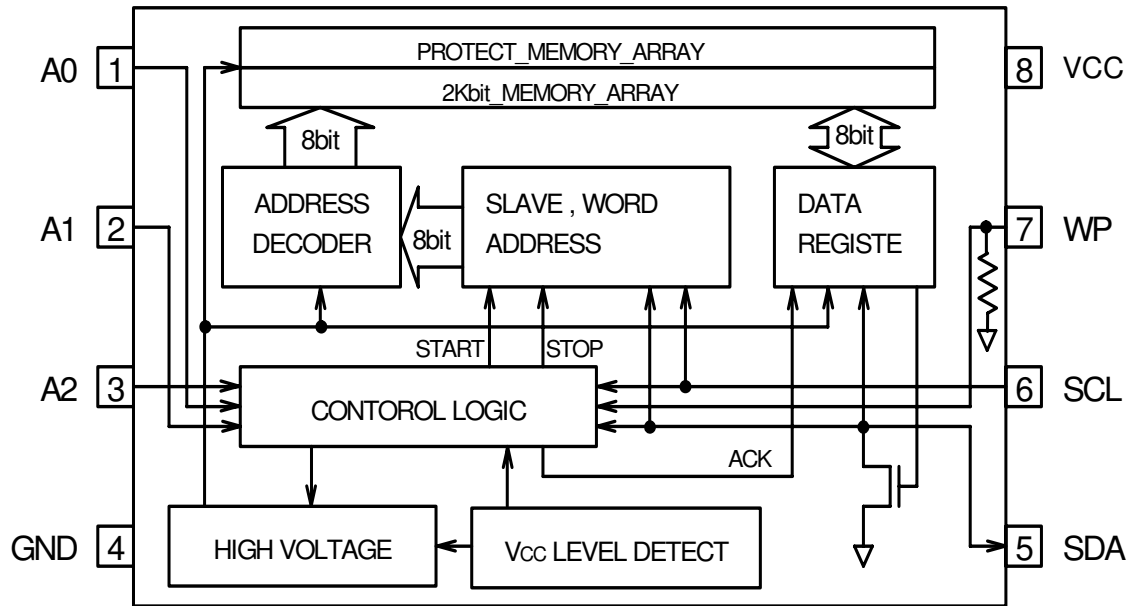 PROTECT_MEMORY_ARRAY
A0 1
8 VCC
2Kbit_MEMORY_ARRAY
8bit
8bit
ADDRESS
DECODER
SLAVE , WORD
ADDRESS
DATA
REGISTE
A1 2
8bit
7 WP
START
STOP
A2 3
CONTOROL LOGIC
6 SCL
ACK
GND 4
HIGH VOLTAGE
VCC LEVEL DETECT
5 SDA